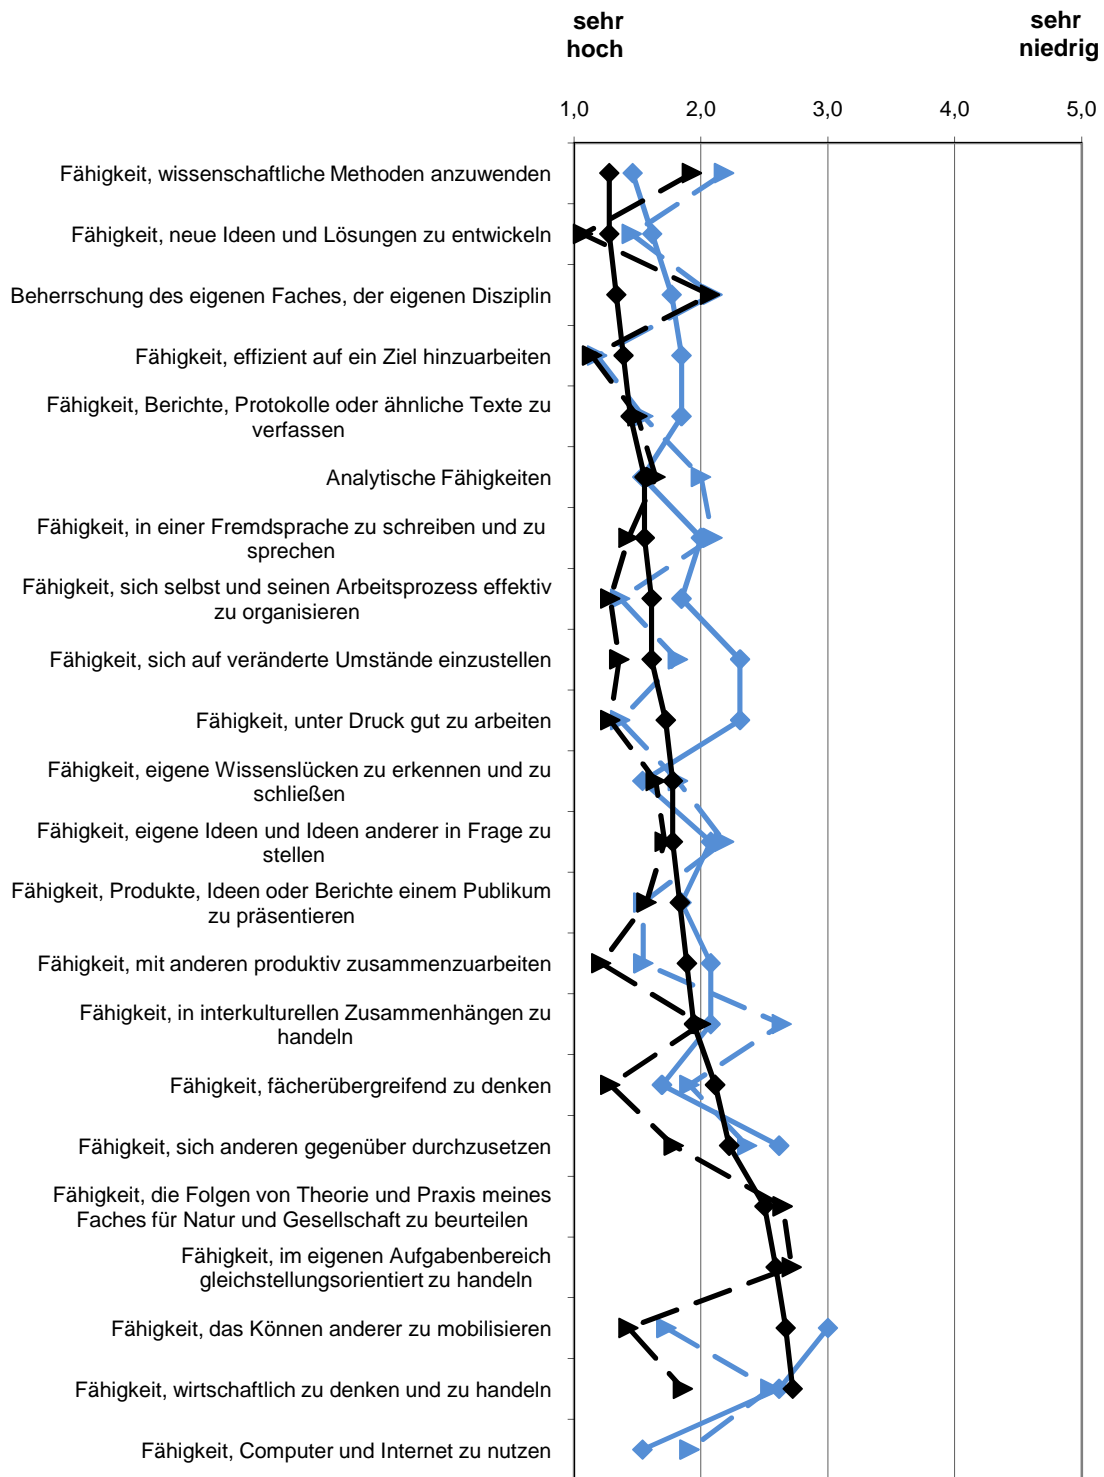 sehr
hoch
sehr
niedrig
1,0 2,0 3,0 4,0 5,0
Fähigkeit, wissenschaftliche Methoden anzuwenden
Fähigkeit, neue Ideen und Lösungen zu entwickeln
Beherrschung des eigenen Faches, der eigenen Disziplin
Fähigkeit, effizient auf ein Ziel hinzuarbeiten
Fähigkeit, Berichte, Protokolle oder ähnliche Texte zu
verfassen
Analytische Fähigkeiten
Fähigkeit, in einer Fremdsprache zu schreiben und zu
sprechen
Fähigkeit, sich selbst und seinen Arbeitsprozess effektiv
zu organisieren
Fähigkeit, sich auf veränderte Umstände einzustellen
Fähigkeit, unter Druck gut zu arbeiten
Fähigkeit, eigene Wissenslücken zu erkennen und zu
schließen
Fähigkeit, eigene Ideen und Ideen anderer in Frage zu
stellen
Fähigkeit, Produkte, Ideen oder Berichte einem Publikum
zu präsentieren
Fähigkeit, mit anderen produktiv zusammenzuarbeiten
Fähigkeit, in interkulturellen Zusammenhängen zu
handeln
Fähigkeit, fächerübergreifend zu denken
Fähigkeit, sich anderen gegenüber durchzusetzen
Fähigkeit, die Folgen von Theorie und Praxis meines
Faches für Natur und Gesellschaft zu beurteilen
Fähigkeit, im eigenen Aufgabenbereich
gleichstellungsorientiert zu handeln
Fähigkeit, das Können anderer zu mobilisieren
Fähigkeit, wirtschaftlich zu denken und zu handeln
Fähigkeit, Computer und Internet zu nutzen